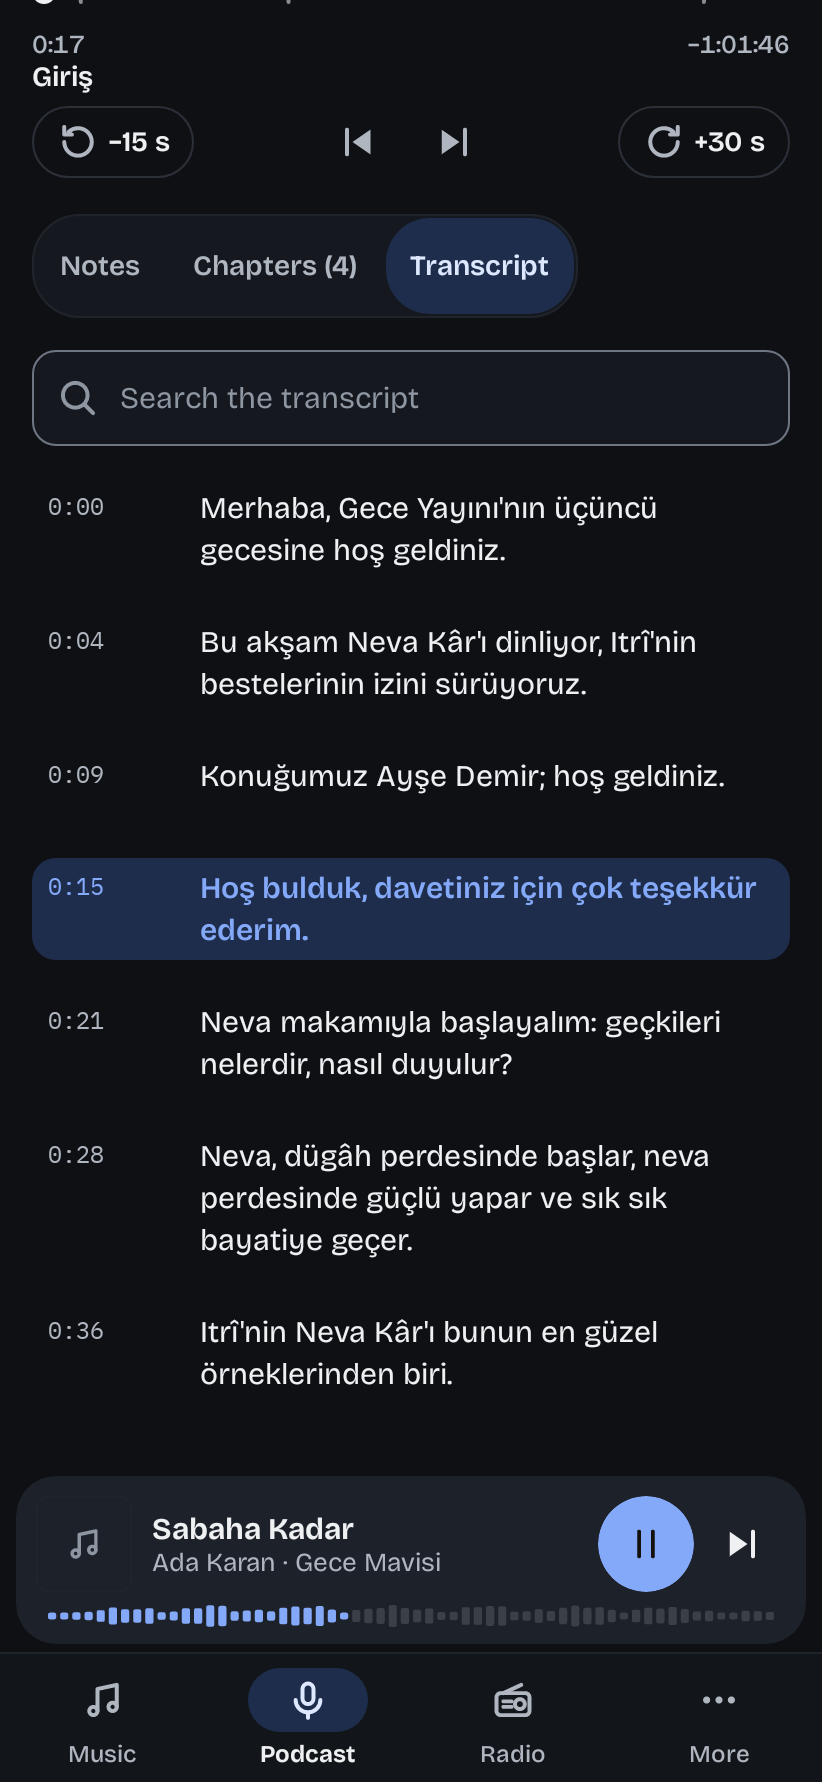 0:17 -1:01:46
Giriş
-15 s +30 s
Notes Chapters (4) Transcript
Search the transcript
0:00 Merhaba, Gece Yayını'nın üçüncü
gecesine hoş geldiniz.
0:04 Bu akşam Neva Kâr'ı dinliyor, Itrî'nin
bestelerinin izini sürüyoruz.
0:09 Konuğumuz Ayşe Demir; hoş geldiniz.
0:15 Hoş bulduk, davetiniz için çok teşekkür
ederim.
0:21 Neva makamıyla başlayalım: geçkileri
nelerdir, nasıl duyulur?
0:28 Neva, dügâh perdesinde başlar, neva
perdesinde güçlü yapar ve sık sık
bayatiye geçer.
0:36 Itrî'nin Neva Kâr'ı bunun en güzel
örneklerinden biri.
Sabaha Kadar
Ada Karan · Gece Mavisi
Music Podcast Radio More